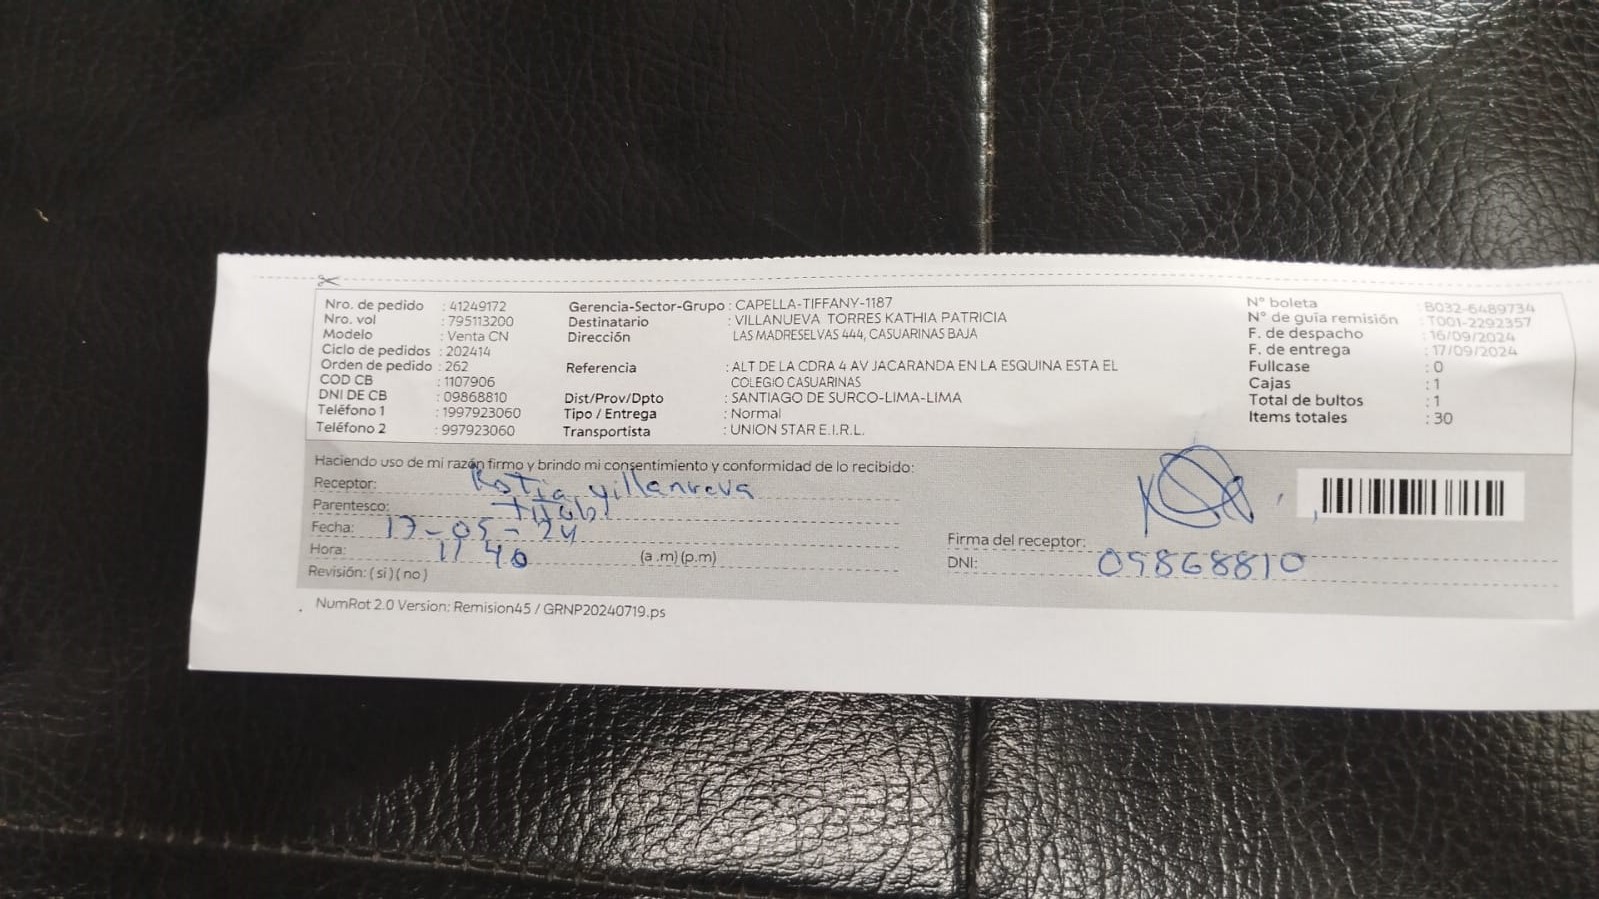 Nro. de pedido : 41249172
Nro. vol : 795113200
Modelo : Venta CN
Ciclo de pedidos : 202414
Orden de pedido : 262
COD CB : 1107906
DNI DE CB : 09868810
Teléfono 1 : 1997923060
Teléfono 2 : 997923060
Gerencia-Sector-Grupo : CAPELLA-TIFFANY-1187
Destinatario : VILLANUEVA TORRES KATHIA PATRICIA
Dirección LAS MADRESELVAS 444, CASUARINAS BAJA
Referencia : ALT DE LA CDRA 4 AV JACARANDA EN LA ESQUINA ESTA EL
COLEGIO CASUARINAS
Dist/Prov/Dpto : SANTIAGO DE SURCO-LIMA-LIMA
Tipo / Entrega : Normal
Transportista : UNION STAR E.I.R.L.
N° boleta : B032-6489734
N° de guía remisión : T001-2292357
F. de despacho : 16/09/2024
F. de entrega : 17/09/2024
Fullcase : 0
Cajas : 1
Total de bultos : 1
Items totales : 30
Haciendo uso de mi razón firmo y brindo mi consentimiento y conformidad de lo recibido:
Receptor: Katia Villanueva
Parentesco:
Fecha: 17-05-24
Hora: 11 40 (a .m) (p.m)
Revisión: ( si ) ( no )
Firma del receptor:
DNI: 09868810
NumRot 2.0 Version: Remision45 / GRNP20240719.ps